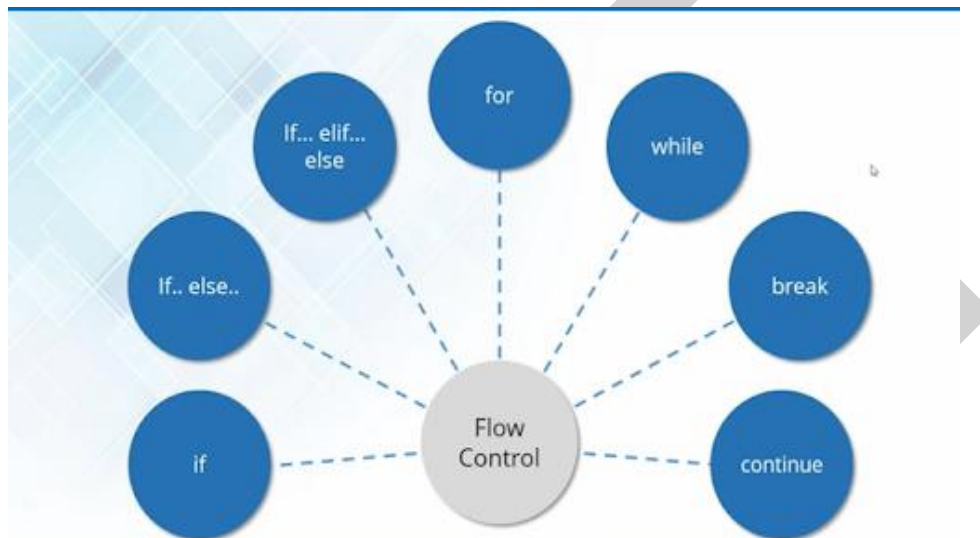 for
If... elif...
else
while
If.. else..
break
Flow
Control
if
continue